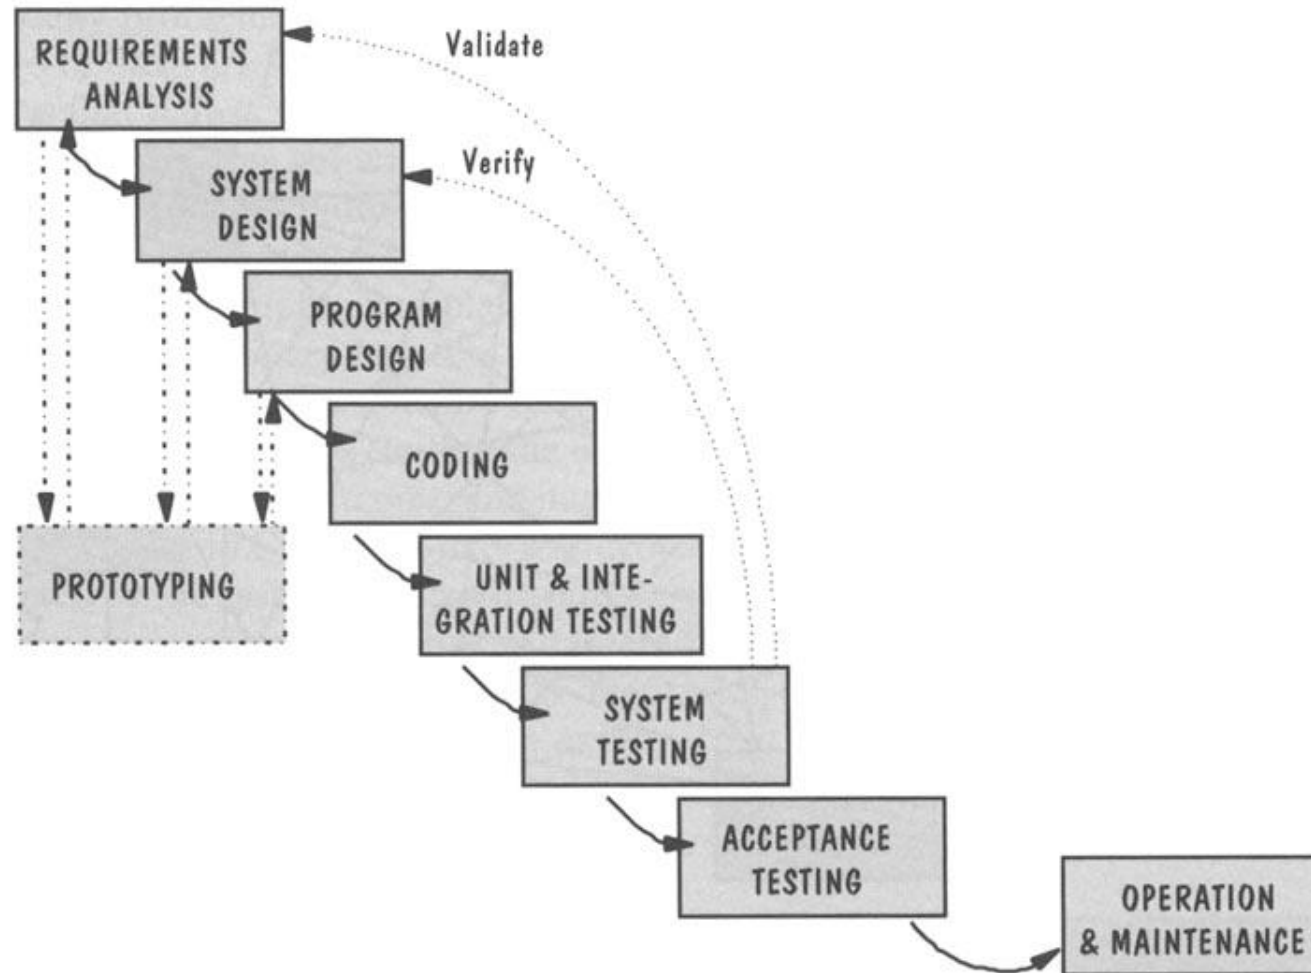 REQUIREMENTS
ANALYSIS
Validate
Verify
SYSTEM
DESIGN
PROGRAM
DESIGN
CODING
PROTOTYPING
UNIT & INTE-
GRATION TESTING
SYSTEM
TESTING
ACCEPTANCE
TESTING
OPERATION
& MAINTENANCE